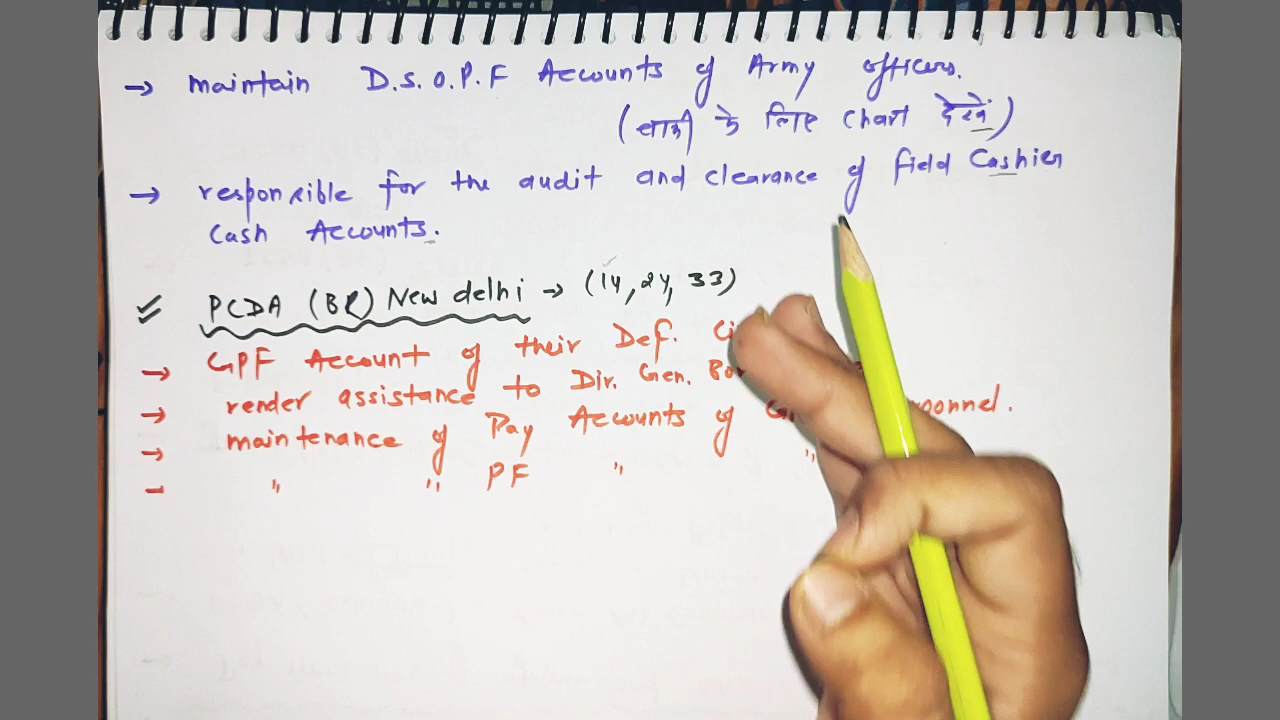 → maintain D.S.O.P.F Accounts of Army officers.
(बाकी के लिए chart देखें)
→ responsible for the audit and clearance of field Cashier
Cash Accounts.
PCDA (BR) New delhi → (14, 24, 33)
→ GPF Account of their Def.
→ render assistance to Dir. Gen.
→ maintenance of Pay Accounts of
- " " PF " "